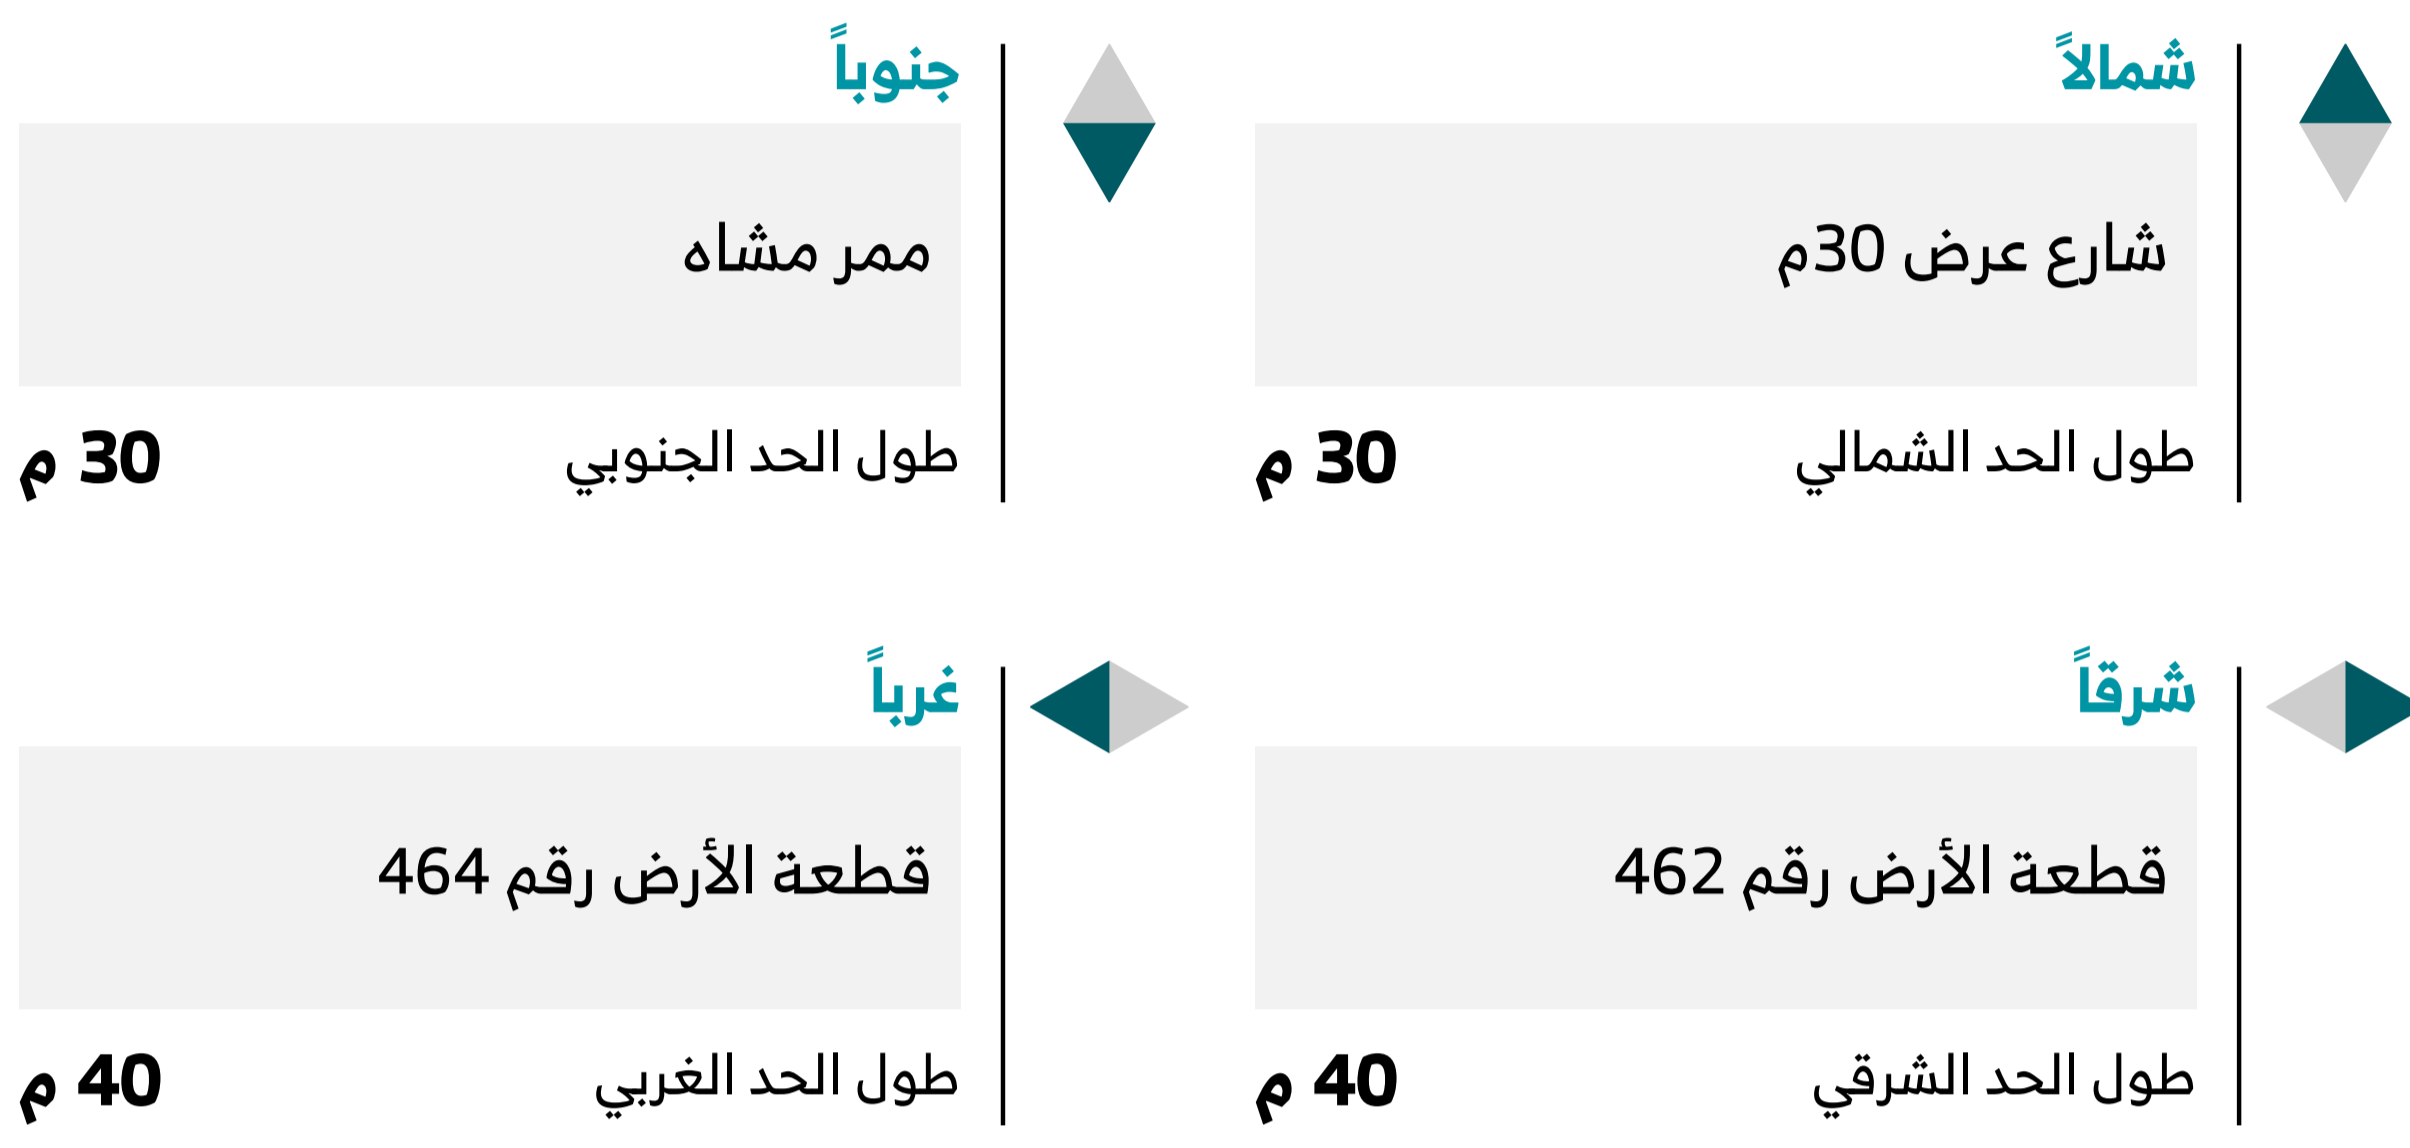 شمالاً
شارع عرض 30م
طول الحد الشمالي 30 م
جنوباً
ممر مشاه
طول الحد الجنوبي 30 م
شرقاً
قطعة الأرض رقم 462
طول الحد الشرقي 40 م
غرباً
قطعة الأرض رقم 464
طول الحد الغربي 40 م